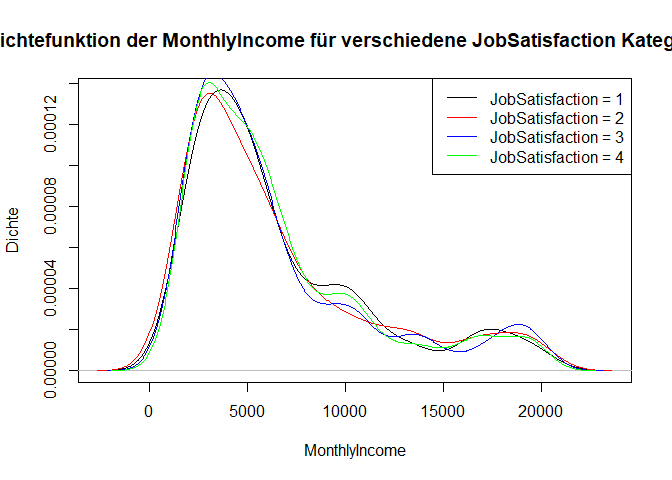 ichtefunktion der MonthlyIncome für verschiedene JobSatisfaction Kateg
JobSatisfaction = 1
JobSatisfaction = 2
JobSatisfaction = 3
JobSatisfaction = 4
Dichte
0.00012
0.00008
0.00004
0.00000
0 5000 10000 15000 20000
MonthlyIncome